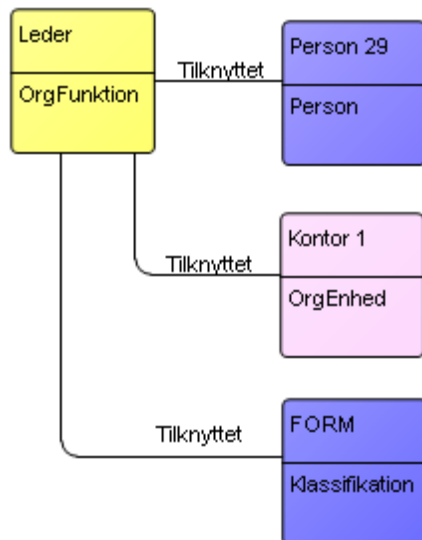 Leder
OrgFunktion
Tilknyttet
Person 29
Person
Tilknyttet
Kontor 1
OrgEnhed
Tilknyttet
FORM
Klassifikation